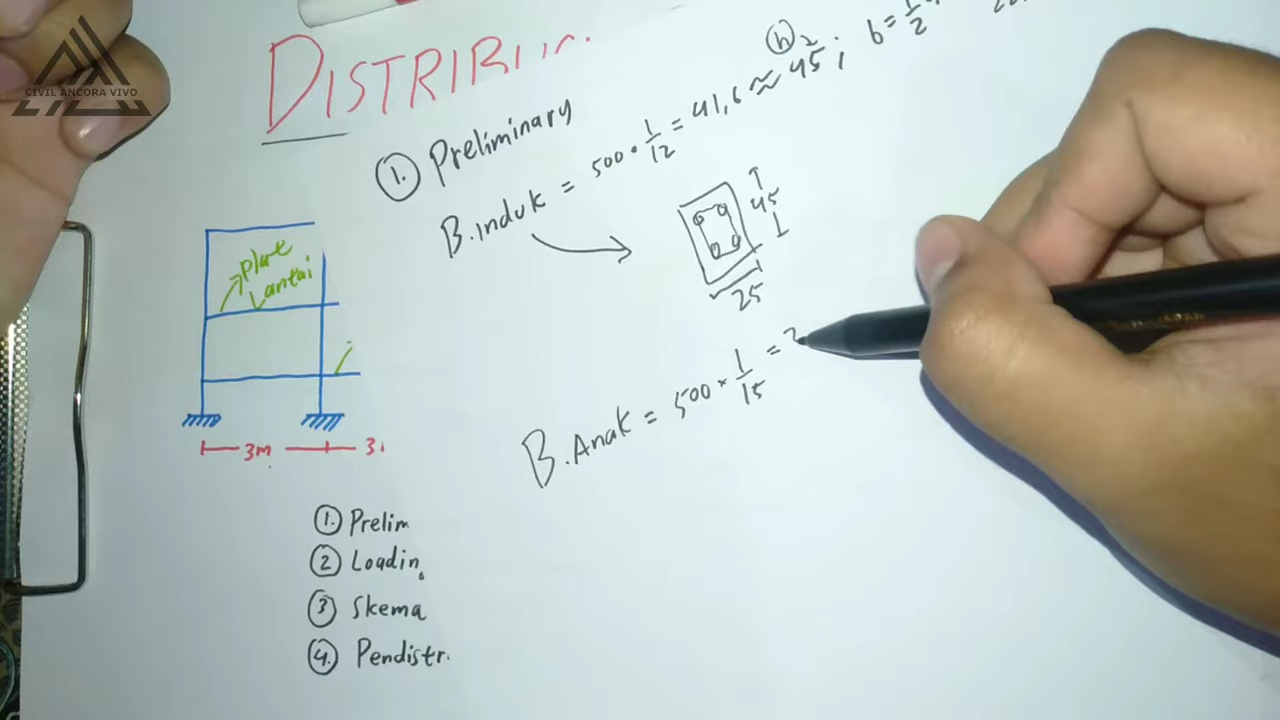 CIVIL ANCORA VIVO
DISTRIBU
1. Preliminary
B.induk = 500 · 1/12 = 41,6 ≈ 45 ; b = 1/2
h
45
25
B.Anak = 500 × 1/15 =
Plat
Lantai
3m
1. Prelim
2 Loadin
3 Skema
4. Pendistr